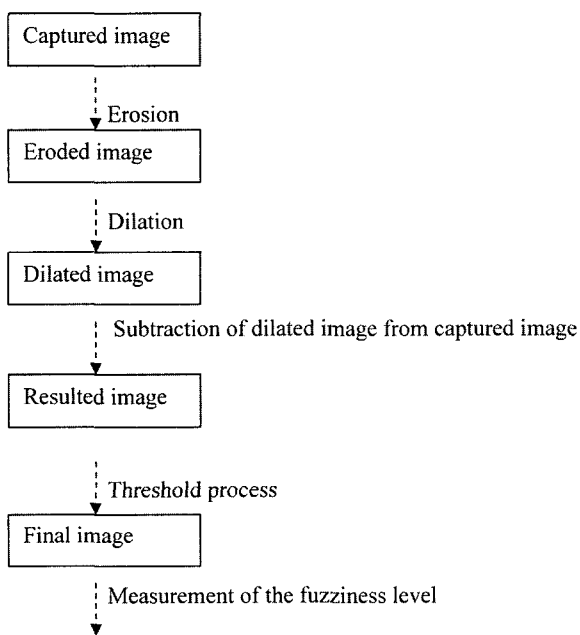 Captured image
Erosion
Eroded image
Dilation
Dilated image
Subtraction of dilated image from captured image
Resulted image
Threshold process
Final image
Measurement of the fuzziness level